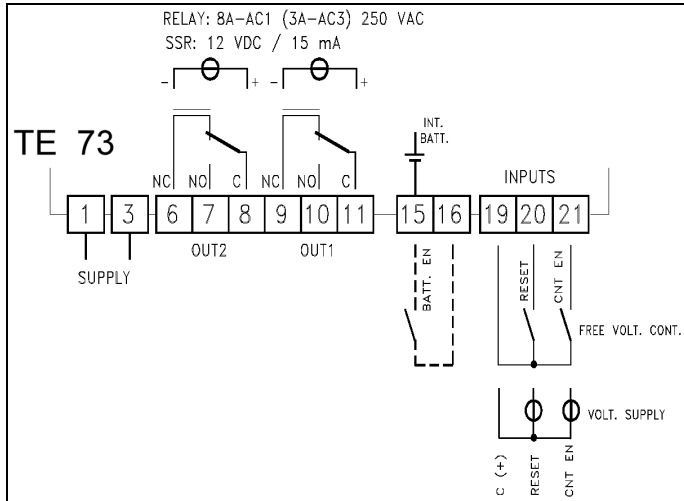 RELAY: 8A-AC1 (3A-AC3) 250 VAC
SSR: 12 VDC / 15 mA
- + - +
TE 73
INT.
BATT.
NC NO C NC NO C
INPUTS
1 3 6 7 8 9 10 11 15 16 19 20 21
SUPPLY
OUT2 OUT1
BATT. EN
RESET
CNT EN
FREE VOLT. CONT.
VOLT. SUPPLY
C (+)
RESET
CNT EN